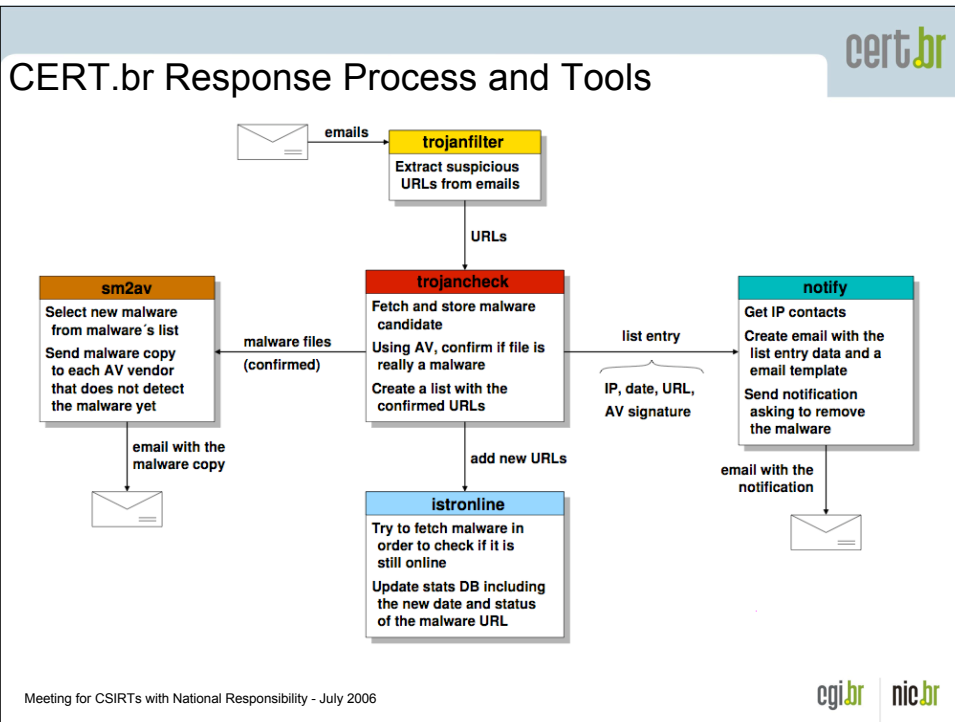 cert.br
CERT.br Response Process and Tools
emails
trojanfilter
Extract suspicious
URLs from emails
URLs
sm2av
Select new malware
from malware´s list
Send malware copy
to each AV vendor
that does not detect
the malware yet
malware files
(confirmed)
trojancheck
Fetch and store malware
candidate
Using AV, confirm if file is
really a malware
Create a list with the
confirmed URLs
list entry
IP, date, URL,
AV signature
notify
Get IP contacts
Create email with the
list entry data and a
email template
Send notification
asking to remove
the malware
email with the
malware copy
add new URLs
email with the
notification
istronline
Try to fetch malware in
order to check if it is
still online
Update stats DB including
the new date and status
of the malware URL
Meeting for CSIRTs with National Responsibility - July 2006
cgi.br
nic.br